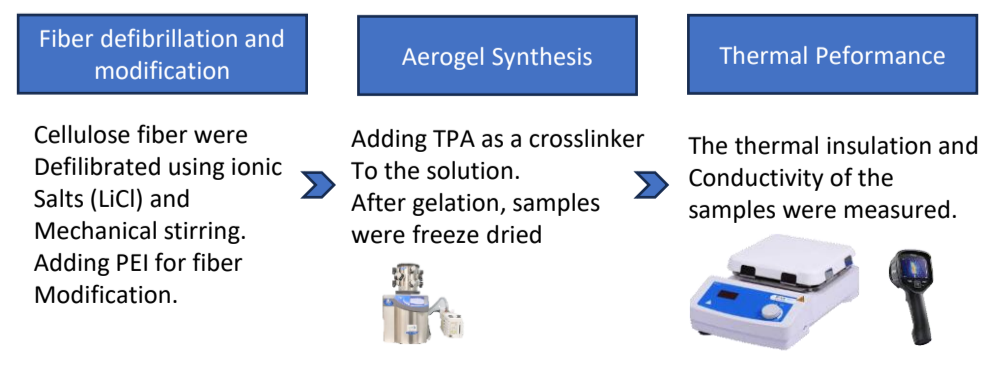 Fiber defibrillation and
modification
Cellulose fiber were
Defilibrated using ionic
Salts (LiCl) and
Mechanical stirring.
Adding PEI for fiber
Modification.
Aerogel Synthesis
Adding TPA as a crosslinker
To the solution.
After gelation, samples
were freeze dried
Thermal Peformance
The thermal insulation and
Conductivity of the
samples were measured.